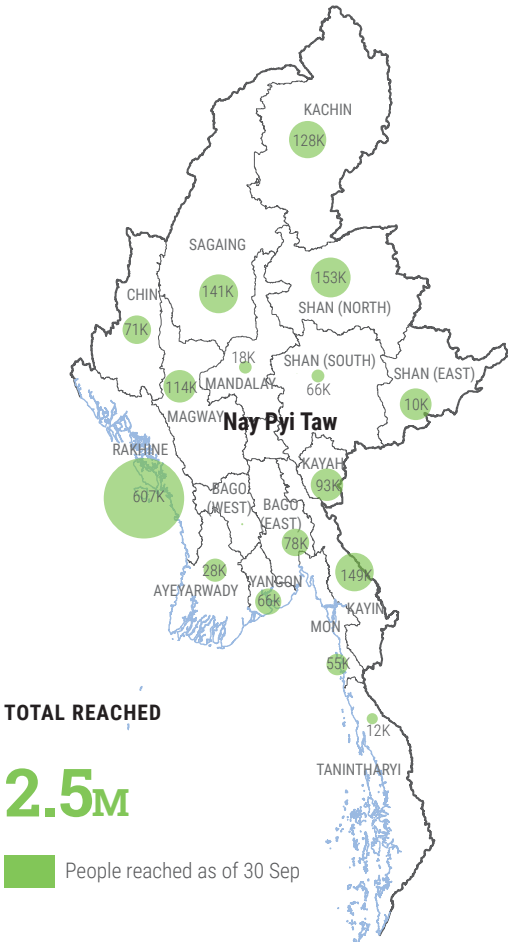 KACHIN
128K
SAGAING
141K
153K
SHAN (NORTH)
CHIN
71K
18K
MANDALAY
SHAN (SOUTH)
66K
SHAN (EAST)
10K
114K
MAGWAY
Nay Pyi Taw
RAKHINE
607K
KAYAH
93K
BAGO
(WEST)
BAGO
(EAST)
78K
28K
AYEYARWADY
YANGON
66k
149K
KAYIN
MON
55K
12K
TANINTHARYI
TOTAL REACHED
2.5M
People reached as of 30 Sep